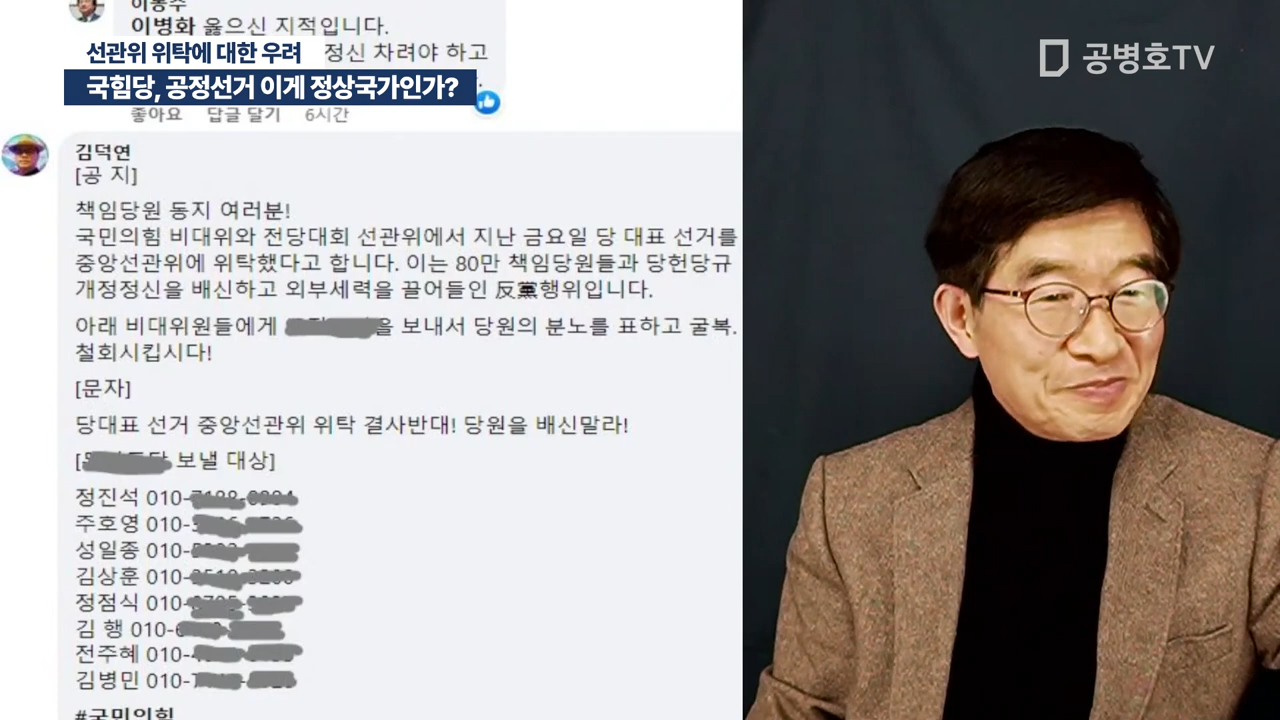 이병화 옳으신 지적입니다.
선관위 위탁에 대한 우려
정신 차려야 하고
국힘당, 공정선거 이게 정상국가인가?
좋아요 답글 달기 6시간
공병호TV
김덕연
[공 지]
책임당원 동지 여러분!
국민의힘 비대위와 전당대회 선관위에서 지난 금요일 당 대표 선거를
중앙선관위에 위탁했다고 합니다. 이는 80만 책임당원들과 당헌당규
개정정신을 배신하고 외부세력을 끌어들인 反黨행위입니다.
아래 비대위원들에게 을 보내서 당원의 분노를 표하고 굴복.
철회시킵시다!
[문자]
당대표 선거 중앙선관위 위탁 결사반대! 당원을 배신말라!
[ 보낼 대상]
정진석 010-
주호영 010-
성일종 010-
김상훈 010-
정점식 010-
김 행 010-
전주혜 010-
김병민 010-
#국민의힘